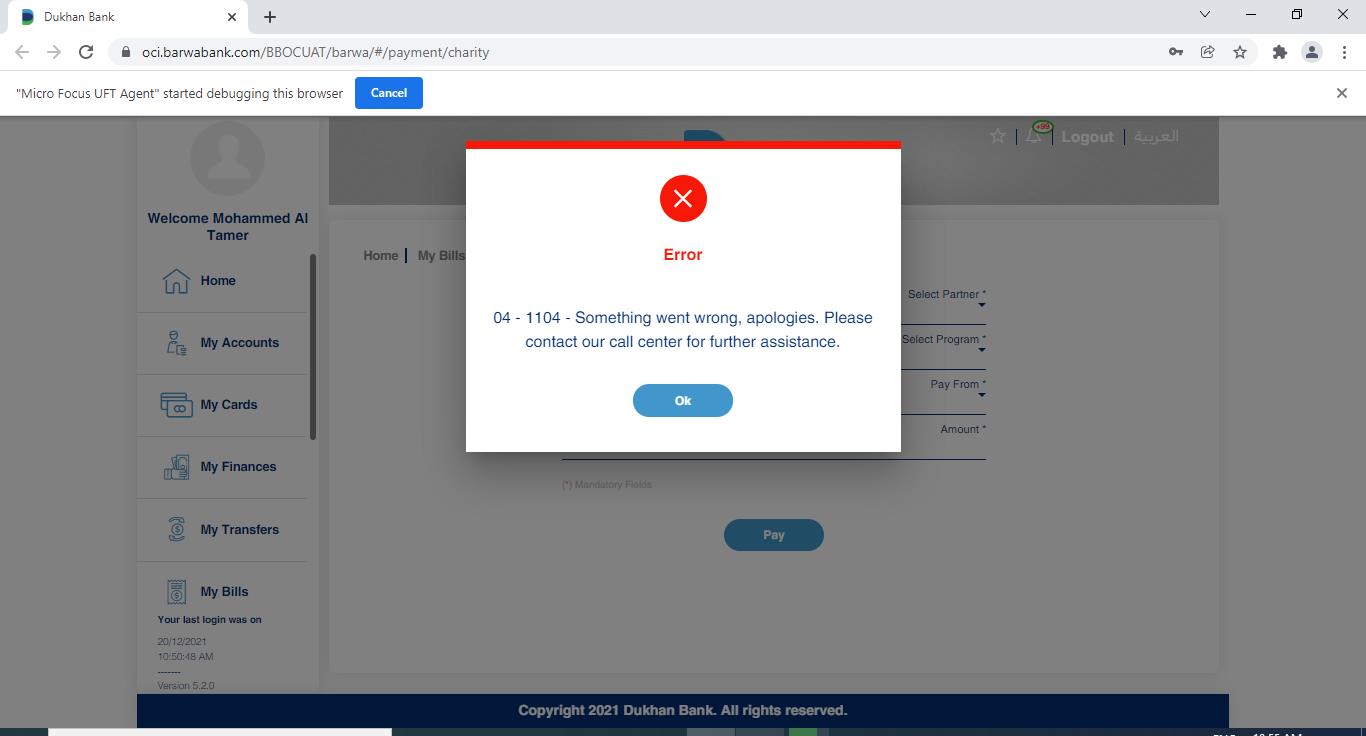 Dukhan Bank
oci.barwabank.com/BBOCUAT/barwa/#/payment/charity
"Micro Focus UFT Agent" started debugging this browser
Cancel
+99
Logout
العربية
Welcome Mohammed Al
Tamer
Home
My Accounts
My Cards
My Finances
My Transfers
My Bills
Your last login was on
20/12/2021
10:50:48 AM
-------
Version 5.2.0
Home
My Bills
Error
04 - 1104 - Something went wrong, apologies. Please
contact our call center for further assistance.
Ok
Select Partner *
Select Program *
Pay From *
Amount *
(*) Mandatory Fields
Pay
Copyright 2021 Dukhan Bank. All rights reserved.